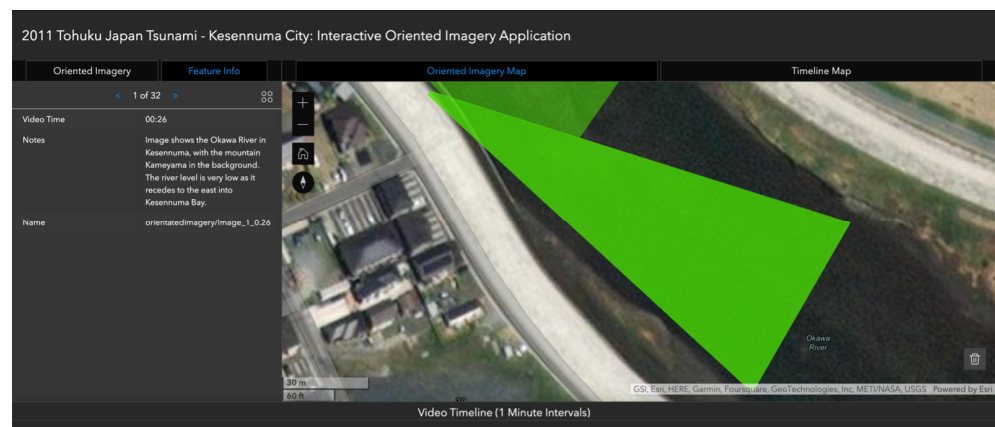 2011 Tohuku Japan Tsunami - Kesennuma City: Interactive Oriented Imagery Application
Oriented Imagery
Feature Info
Oriented Imagery Map
Timeline Map
< 1 of 32 >
Video Time 00:26
Notes Image shows the Okawa River in
Kesennuma, with the mountain
Kameyama in the background.
The river level is very low as it
recedes to the east into
Kesennuma Bay.
Name orientatedimagery/Image_1_0.26
+
−
Okawa
River
30 m
60 ft
GSI, Esri, HERE, Garmin, Foursquare, GeoTechnologies, Inc, METI/NASA, USGS Powered by Esri
Video Timeline (1 Minute Intervals)